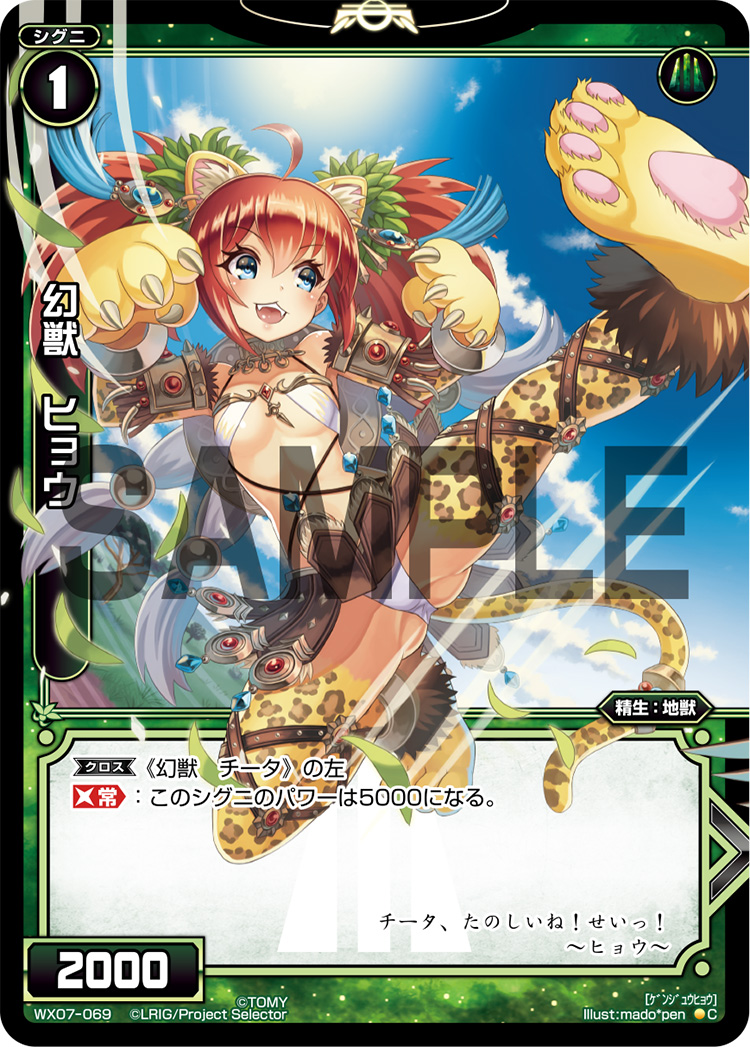 シグニ
1
幻獣 ヒョウ
SAMPLE
精生:地獣
クロス 《幻獣 チータ》の左
常:このシグニのパワーは5000になる。
チータ、たのしいね!せいっ!
～ヒョウ～
2000
WX07-069 ©LRIG/Project Selector
©TOMY
[ｹﾞﾝｼﾞｭｳﾋｮｳ]
Illust:mado*pen C